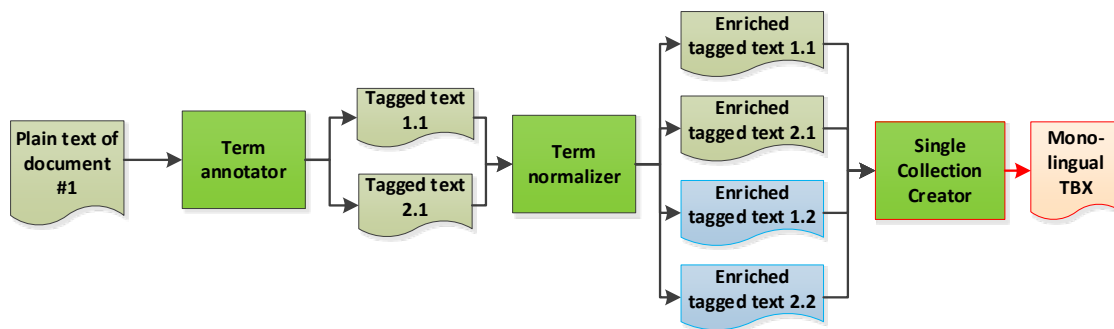 Plain text of
document
#1
Term
annotator
Tagged text
1.1
Tagged text
2.1
Term
normalizer
Enriched
tagged text 1.1
Enriched
tagged text 2.1
Enriched
tagged text 1.2
Enriched
tagged text 2.2
Single
Collection
Creator
Mono-
lingual
TBX